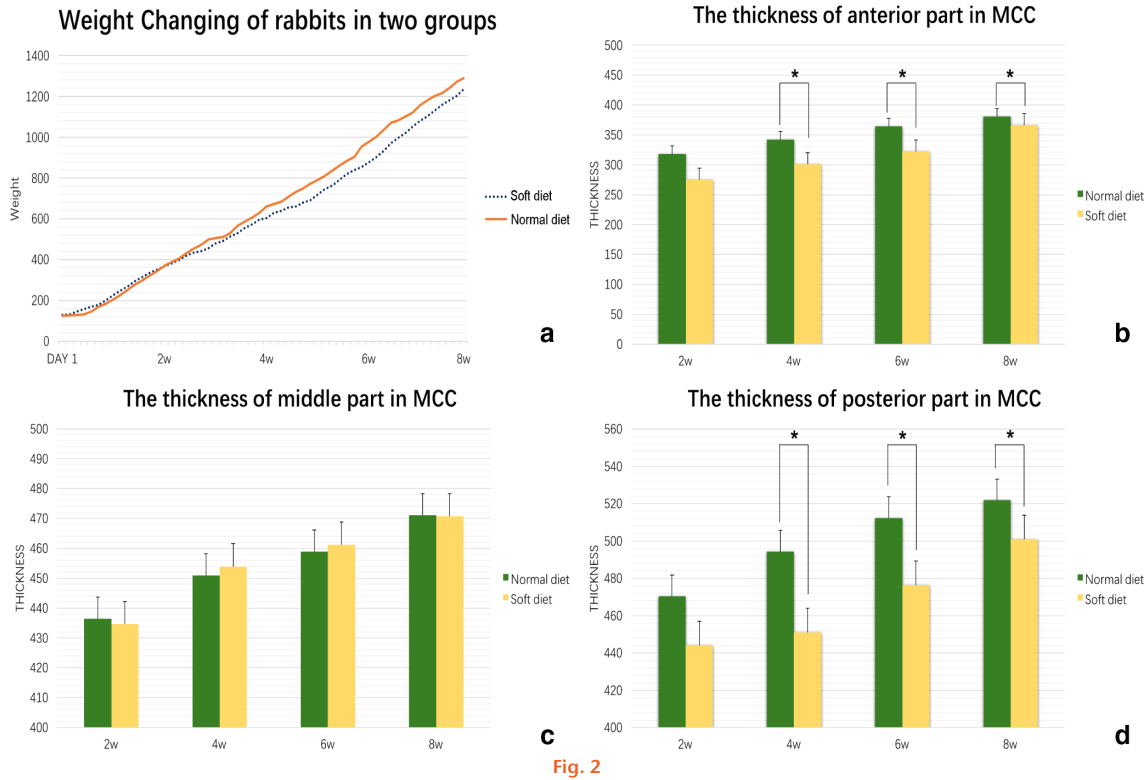 Weight Changing of rabbits in two groups
1400
1200
1000
800
600
400
200
0
Weight
DAY 1 2w 4w 6w 8w
Soft diet
Normal diet
a
The thickness of anterior part in MCC
500
450
400
350
300
250
200
150
100
50
0
THICKNESS
* * *
2w 4w 6w 8w
Normal diet
Soft diet
b
The thickness of middle part in MCC
500
490
480
470
460
450
440
430
420
410
400
THICKNESS
2w 4w 6w 8w
Normal diet
Soft diet
c
The thickness of posterior part in MCC
560
540
520
500
480
460
440
420
400
THICKNESS
* * *
2w 4w 6w 8w
Normal diet
Soft diet
d
Fig. 2